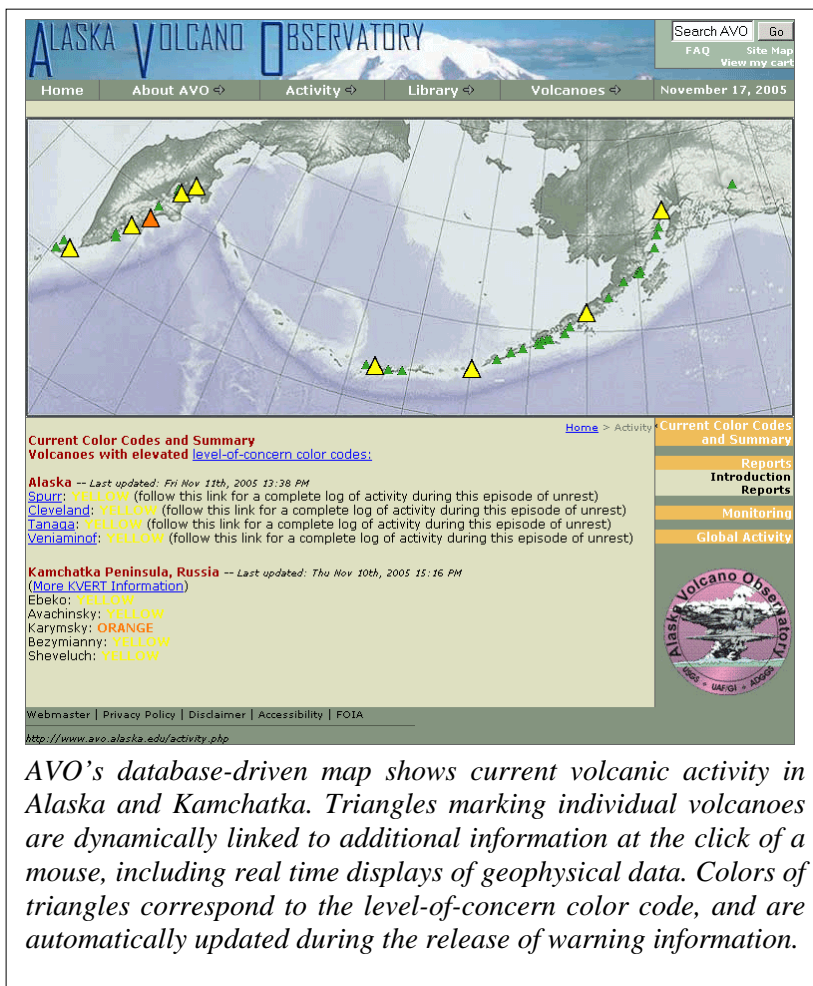 ALASKA VOLCANO OBSERVATORY
Search AVO Go
FAQ Site Map
View my cart
Home About AVO Activity Library Volcanoes November 17, 2005
Home > Activity
Current Color Codes and Summary
Volcanoes with elevated level-of-concern color codes:
Alaska -- Last updated: Fri Nov 11th, 2005 13:38 PM
Spurr: YELLOW (follow this link for a complete log of activity during this episode of unrest)
Cleveland: YELLOW (follow this link for a complete log of activity during this episode of unrest)
Tanaga: YELLOW (follow this link for a complete log of activity during this episode of unrest)
Veniaminof: YELLOW (follow this link for a complete log of activity during this episode of unrest)
Kamchatka Peninsula, Russia -- Last updated: Thu Nov 10th, 2005 15:16 PM
(More KVERT Information)
Ebeko: YELLOW
Avachinsky: YELLOW
Karymsky: ORANGE
Bezymianny: YELLOW
Sheveluch: YELLOW
Current Color Codes
and Summary
Reports
Introduction
Reports
Monitoring
Global Activity
Alaska Volcano Observatory
USGS • UAF/GI • ADGGS
Webmaster | Privacy Policy | Disclaimer | Accessibility | FOIA
http://www.avo.alaska.edu/activity.php
AVO's database-driven map shows current volcanic activity in
Alaska and Kamchatka. Triangles marking individual volcanoes
are dynamically linked to additional information at the click of a
mouse, including real time displays of geophysical data. Colors of
triangles correspond to the level-of-concern color code, and are
automatically updated during the release of warning information.